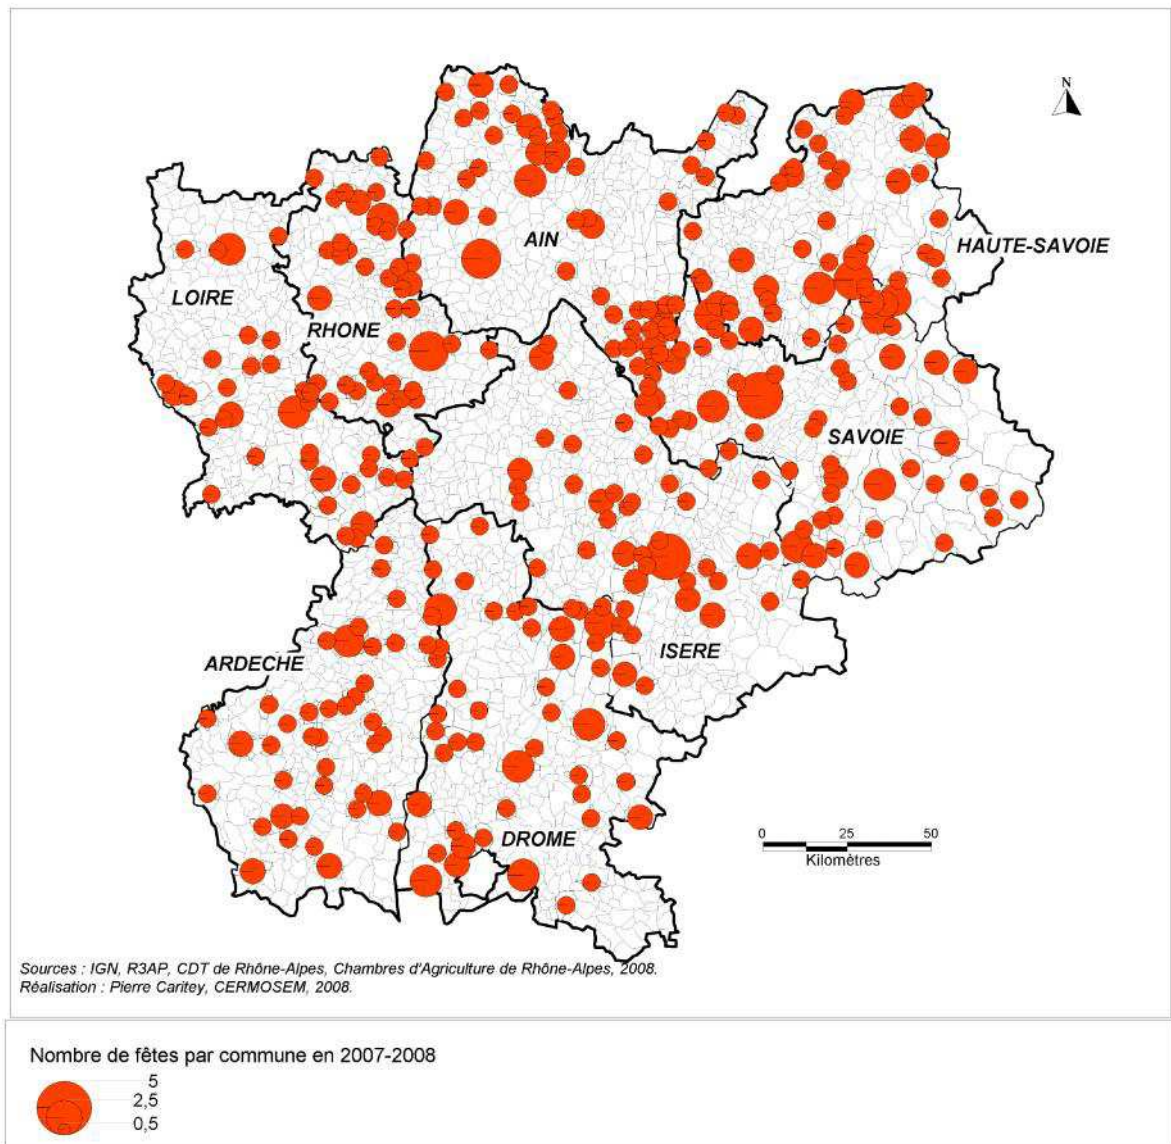 N
AIN
HAUTE-SAVOIE
LOIRE
RHONE
SAVOIE
ISERE
ARDECHE
DROME
0 25 50
Kilomètres
Sources : IGN, R3AP, CDT de Rhône-Alpes, Chambres d'Agriculture de Rhône-Alpes, 2008.
Réalisation : Pierre Caritey, CERMOSEM, 2008.
Nombre de fêtes par commune en 2007-2008
5
2,5
0,5